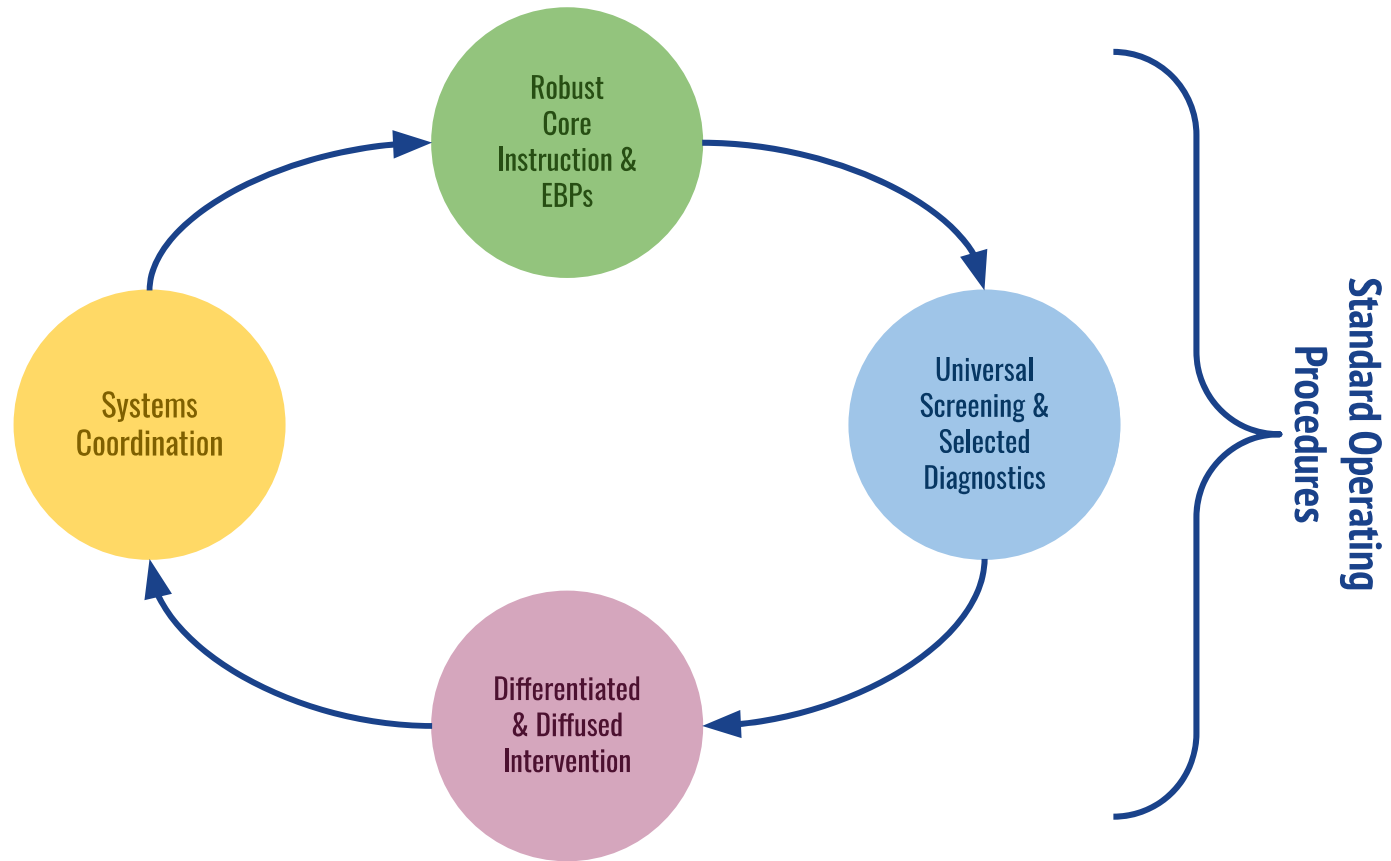 Robust
Core
Instruction &
EBPs
Universal
Screening &
Selected
Diagnostics
Differentiated
& Diffused
Intervention
Systems
Coordination
Standard Operating
Procedures